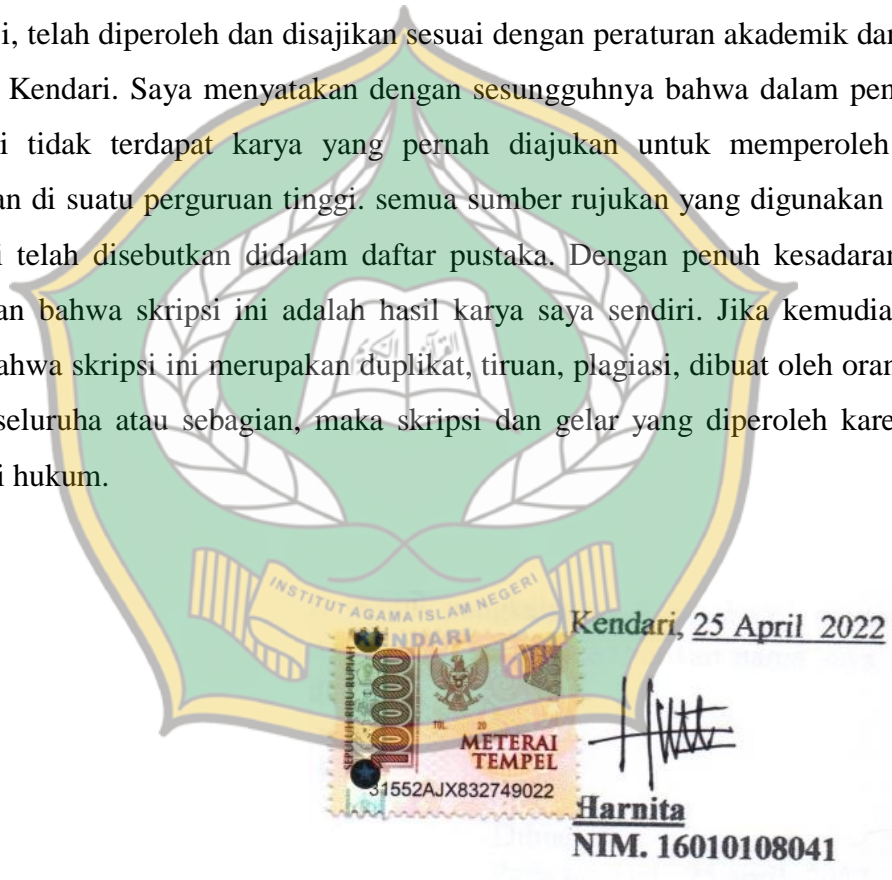 i, telah diperoleh dan disajikan sesuai dengan peraturan akademik dan
Kendari. Saya menyatakan dengan sesungguhnya bahwa dalam pen
i tidak terdapat karya yang pernah diajukan untuk memperoleh
an di suatu perguruan tinggi. semua sumber rujukan yang digunakan
i telah disebutkan didalam daftar pustaka. Dengan penuh kesadaran
an bahwa skripsi ini adalah hasil karya saya sendiri. Jika kemudia
ahwa skripsi ini merupakan duplikat, tiruan, plagiasi, dibuat oleh oran
seluruha atau sebagian, maka skripsi dan gelar yang diperoleh kare
i hukum.
القرآن الكريم
INSTITUT AGAMA ISLAM NEGERI
KENDARI
Kendari, 25 April 2022
SEPULUH RIBU RUPIAH
10000
TGL. 20
METERAI
TEMPEL
31552AJX832749022
Harnita
NIM. 16010108041